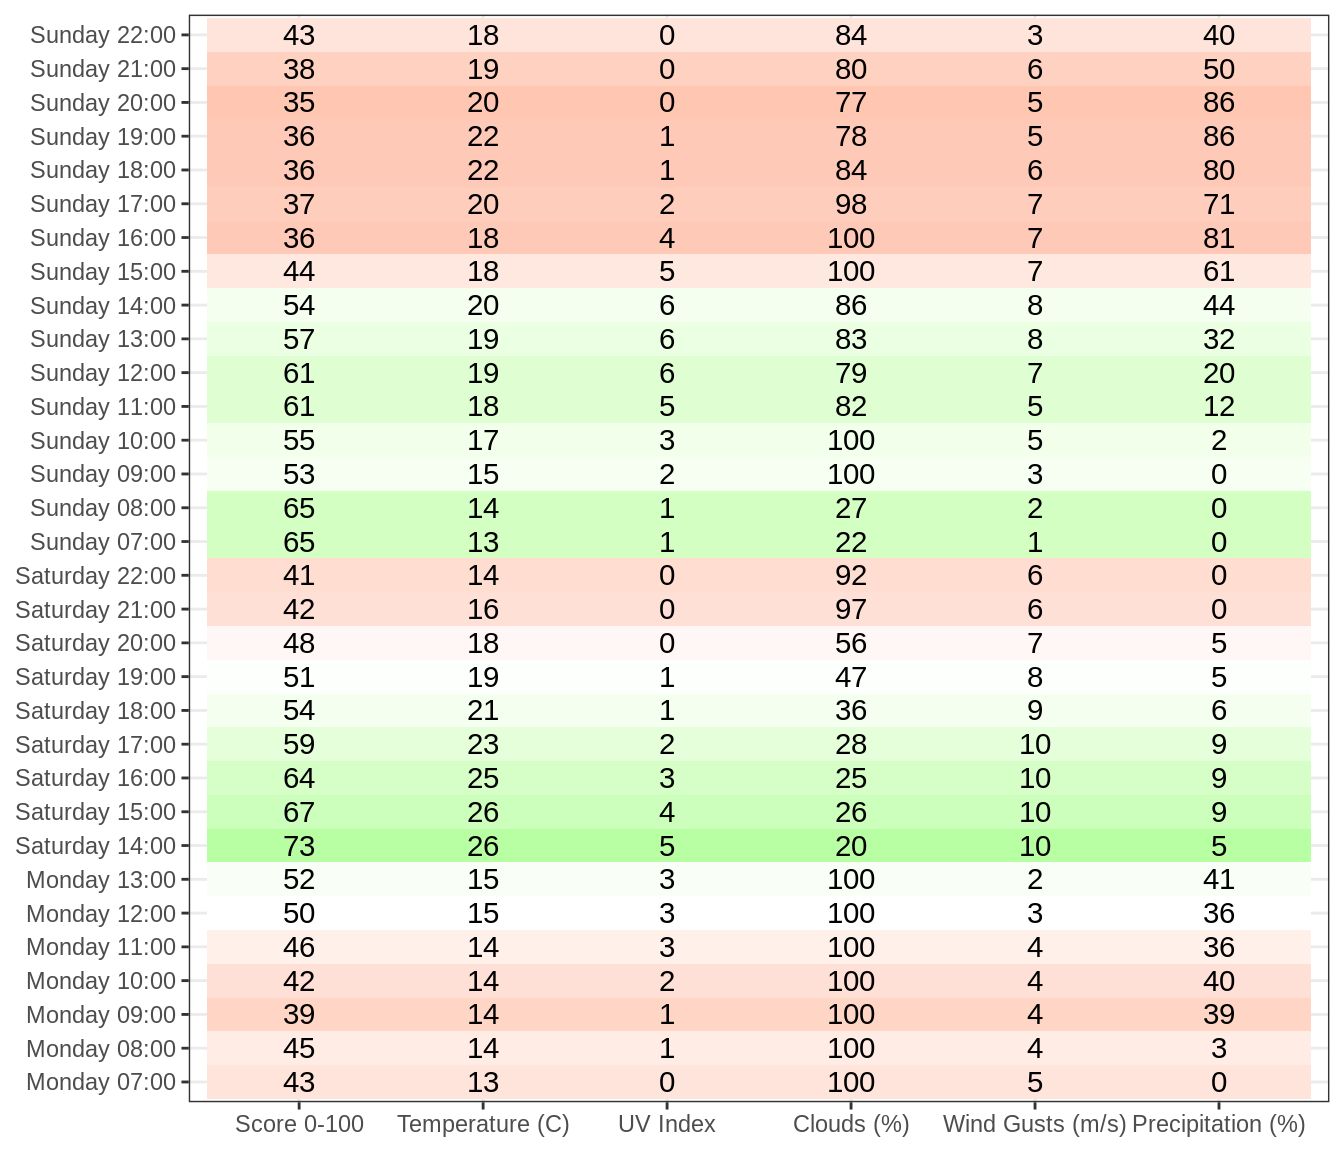 Sunday 22:00 43 18 0 84 3 40
Sunday 21:00 38 19 0 80 6 50
Sunday 20:00 35 20 0 77 5 86
Sunday 19:00 36 22 1 78 5 86
Sunday 18:00 36 22 1 84 6 80
Sunday 17:00 37 20 2 98 7 71
Sunday 16:00 36 18 4 100 7 81
Sunday 15:00 44 18 5 100 7 61
Sunday 14:00 54 20 6 86 8 44
Sunday 13:00 57 19 6 83 8 32
Sunday 12:00 61 19 6 79 7 20
Sunday 11:00 61 18 5 82 5 12
Sunday 10:00 55 17 3 100 5 2
Sunday 09:00 53 15 2 100 3 0
Sunday 08:00 65 14 1 27 2 0
Sunday 07:00 65 13 1 22 1 0
Saturday 22:00 41 14 0 92 6 0
Saturday 21:00 42 16 0 97 6 0
Saturday 20:00 48 18 0 56 7 5
Saturday 19:00 51 19 1 47 8 5
Saturday 18:00 54 21 1 36 9 6
Saturday 17:00 59 23 2 28 10 9
Saturday 16:00 64 25 3 25 10 9
Saturday 15:00 67 26 4 26 10 9
Saturday 14:00 73 26 5 20 10 5
Monday 13:00 52 15 3 100 2 41
Monday 12:00 50 15 3 100 3 36
Monday 11:00 46 14 3 100 4 36
Monday 10:00 42 14 2 100 4 40
Monday 09:00 39 14 1 100 4 39
Monday 08:00 45 14 1 100 4 3
Monday 07:00 43 13 0 100 5 0
Score 0-100 Temperature (C) UV Index Clouds (%) Wind Gusts (m/s) Precipitation (%)